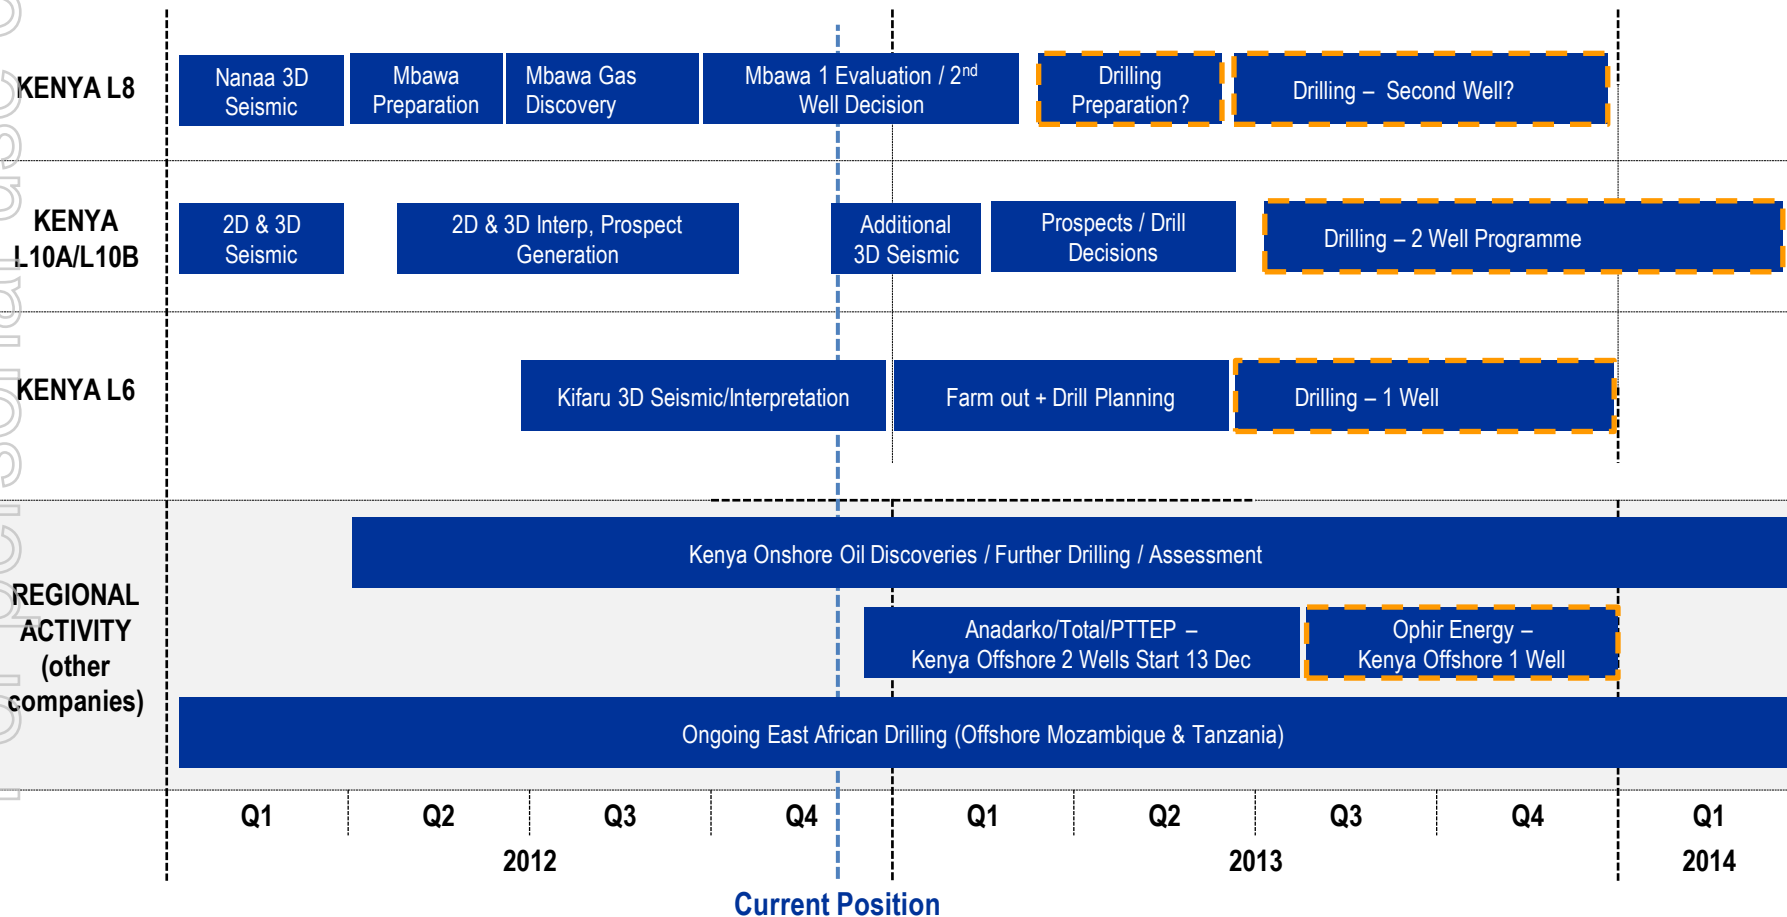 KENYA L8
Nanaa 3D
Seismic
Mbawa
Preparation
Mbawa Gas
Discovery
Mbawa 1 Evaluation / 2nd
Well Decision
Drilling
Preparation?
Drilling – Second Well?
KENYA
L10A/L10B
2D & 3D
Seismic
2D & 3D Interp, Prospect
Generation
Additional
3D Seismic
Prospects / Drill
Decisions
Drilling – 2 Well Programme
KENYA L6
Kifaru 3D Seismic/Interpretation
Farm out + Drill Planning
Drilling – 1 Well
REGIONAL
ACTIVITY
(other
companies)
Kenya Onshore Oil Discoveries / Further Drilling / Assessment
Anadarko/Total/PTTEP –
Kenya Offshore 2 Wells Start 13 Dec
Ophir Energy –
Kenya Offshore 1 Well
Ongoing East African Drilling (Offshore Mozambique & Tanzania)
Q1 Q2 Q3 Q4 Q1 Q2 Q3 Q4 Q1
2012 2013 2014
Current Position